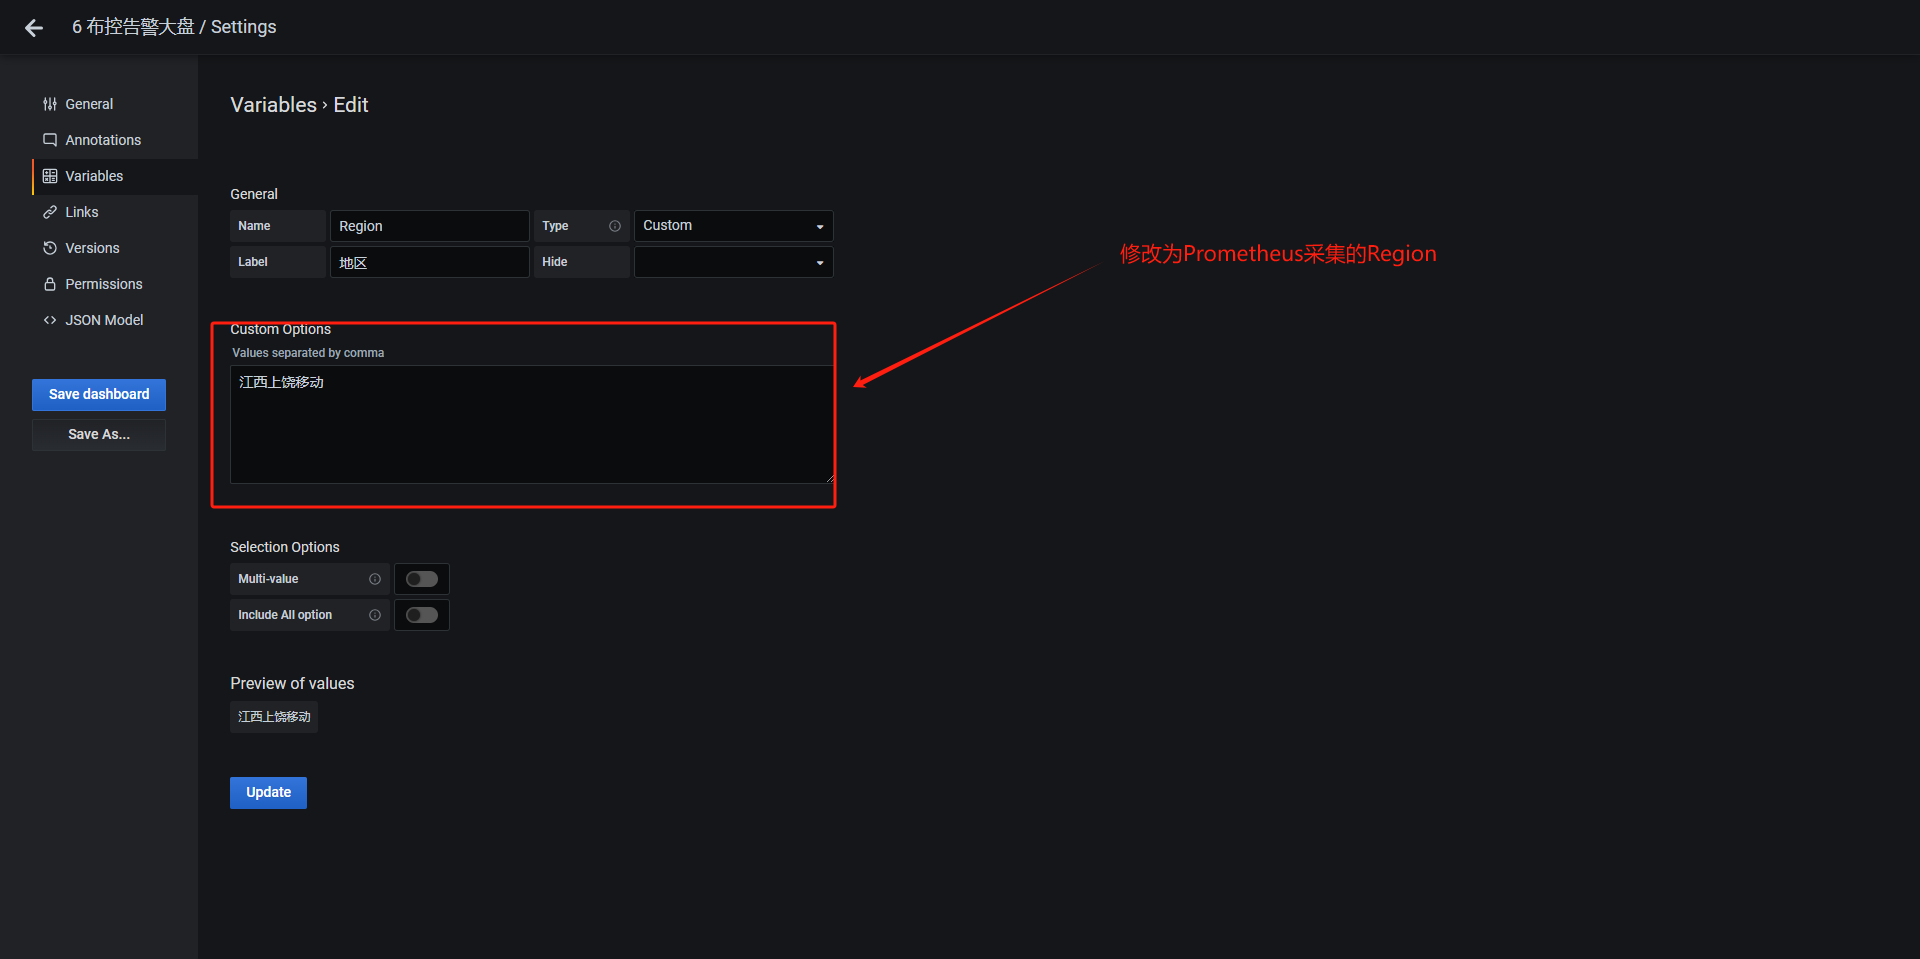 6 布控告警大盘 / Settings
General
Annotations
Variables
Links
Versions
Permissions
JSON Model
Save dashboard
Save As...
Variables › Edit
General
Name Region Type Custom
Label 地区 Hide
修改为Prometheus采集的Region
Custom Options
Values separated by comma
江西上饶移动
Selection Options
Multi-value
Include All option
Preview of values
江西上饶移动
Update